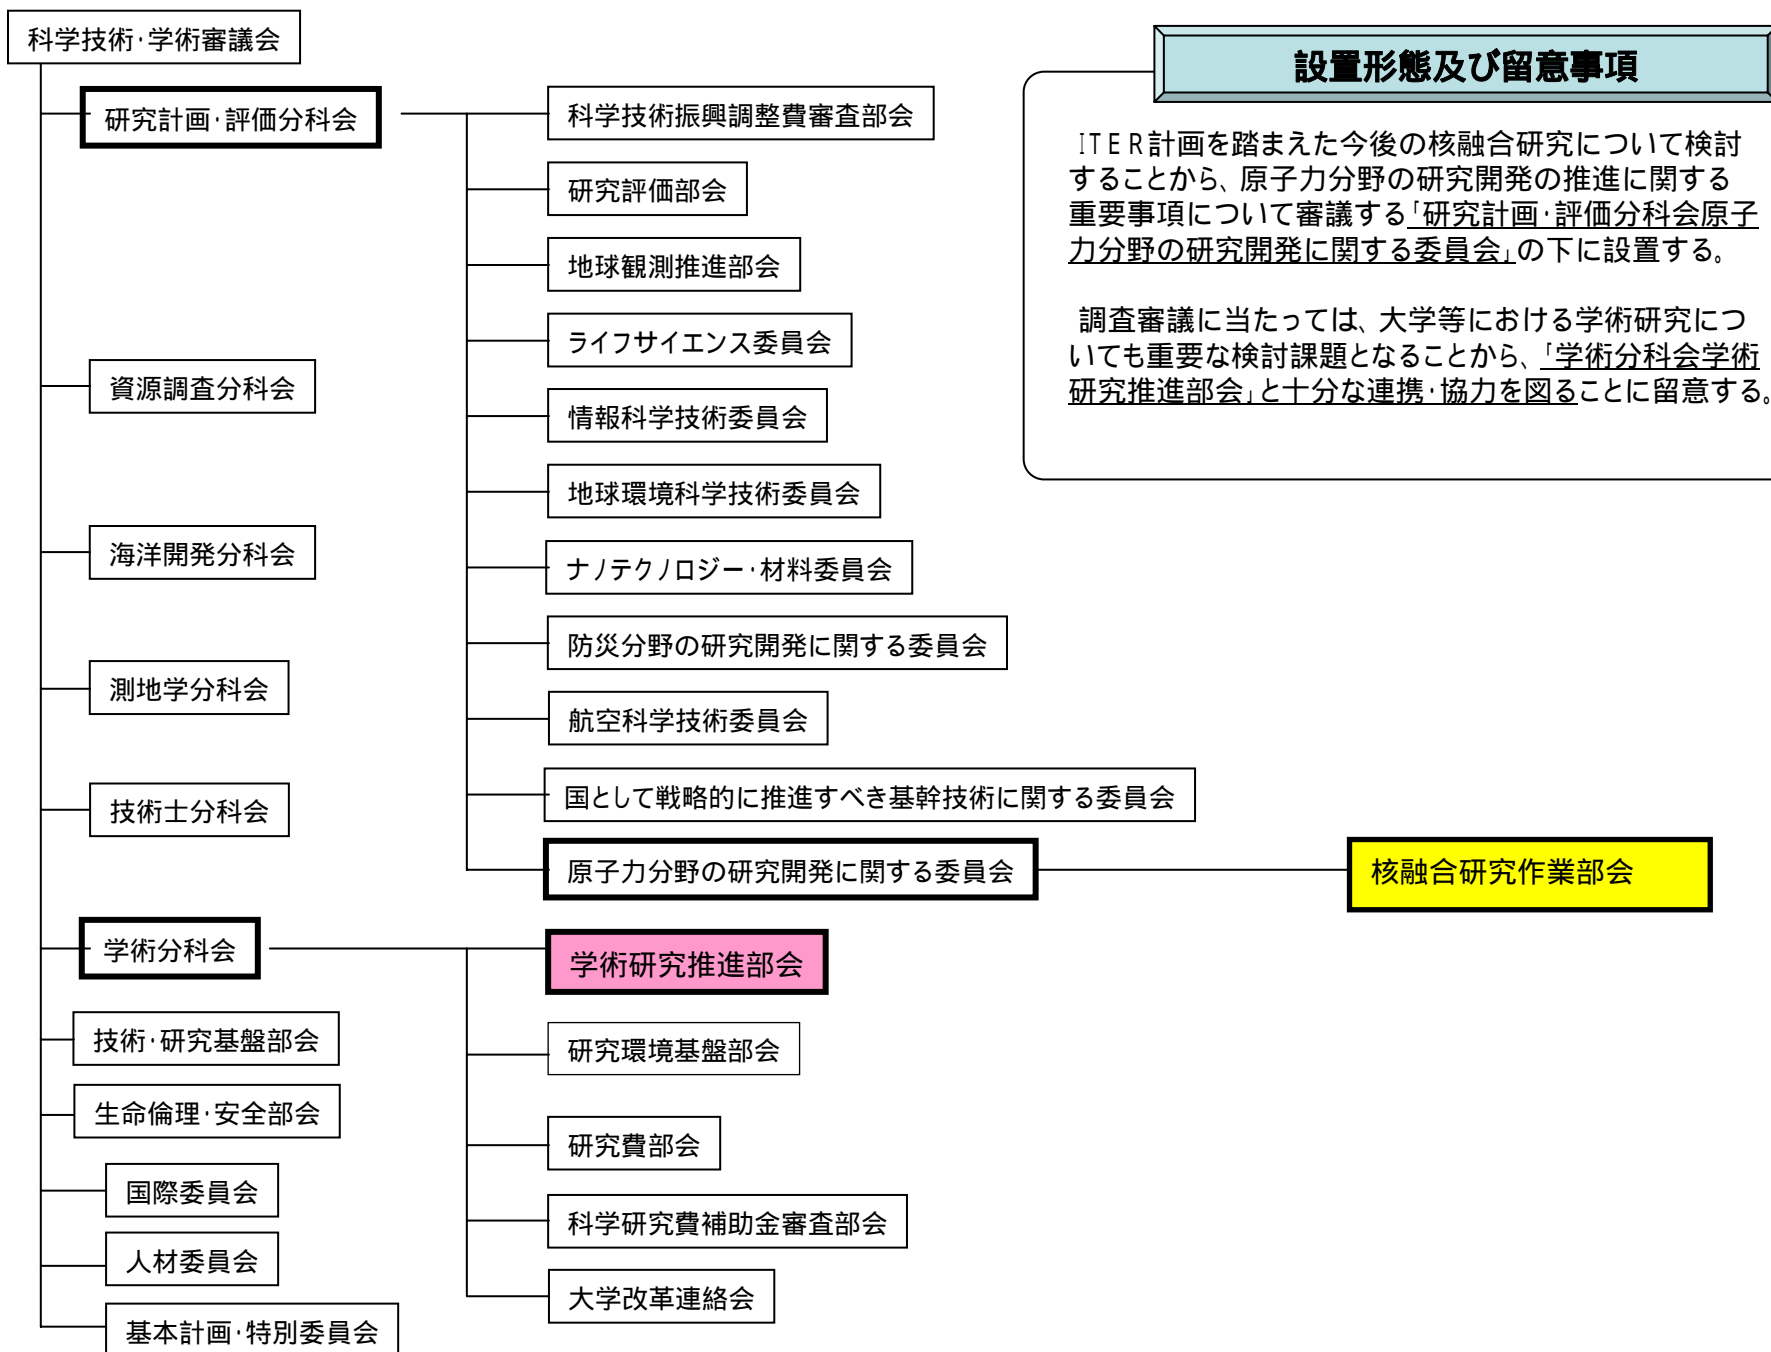 科学技術･学術審議会
研究計画･評価分科会
科学技術振興調整費審査部会
研究評価部会
地球観測推進部会
ライフサイエンス委員会
情報科学技術委員会
地球環境科学技術委員会
ナノテクノロジー･材料委員会
防災分野の研究開発に関する委員会
航空科学技術委員会
国として戦略的に推進すべき基幹技術に関する委員会
原子力分野の研究開発に関する委員会
核融合研究作業部会
資源調査分科会
海洋開発分科会
測地学分科会
技術士分科会
学術分科会
学術研究推進部会
研究環境基盤部会
研究費部会
科学研究費補助金審査部会
大学改革連絡会
技術･研究基盤部会
生命倫理･安全部会
国際委員会
人材委員会
基本計画･特別委員会
設置形態及び留意事項
ITER計画を踏まえた今後の核融合研究について検討
することから、原子力分野の研究開発の推進に関する
重要事項について審議する「研究計画･評価分科会原子
力分野の研究開発に関する委員会」の下に設置する。
調査審議に当たっては、大学等における学術研究につ
いても重要な検討課題となることから、「学術分科会学術
研究推進部会」と十分な連携･協力を図ることに留意する。